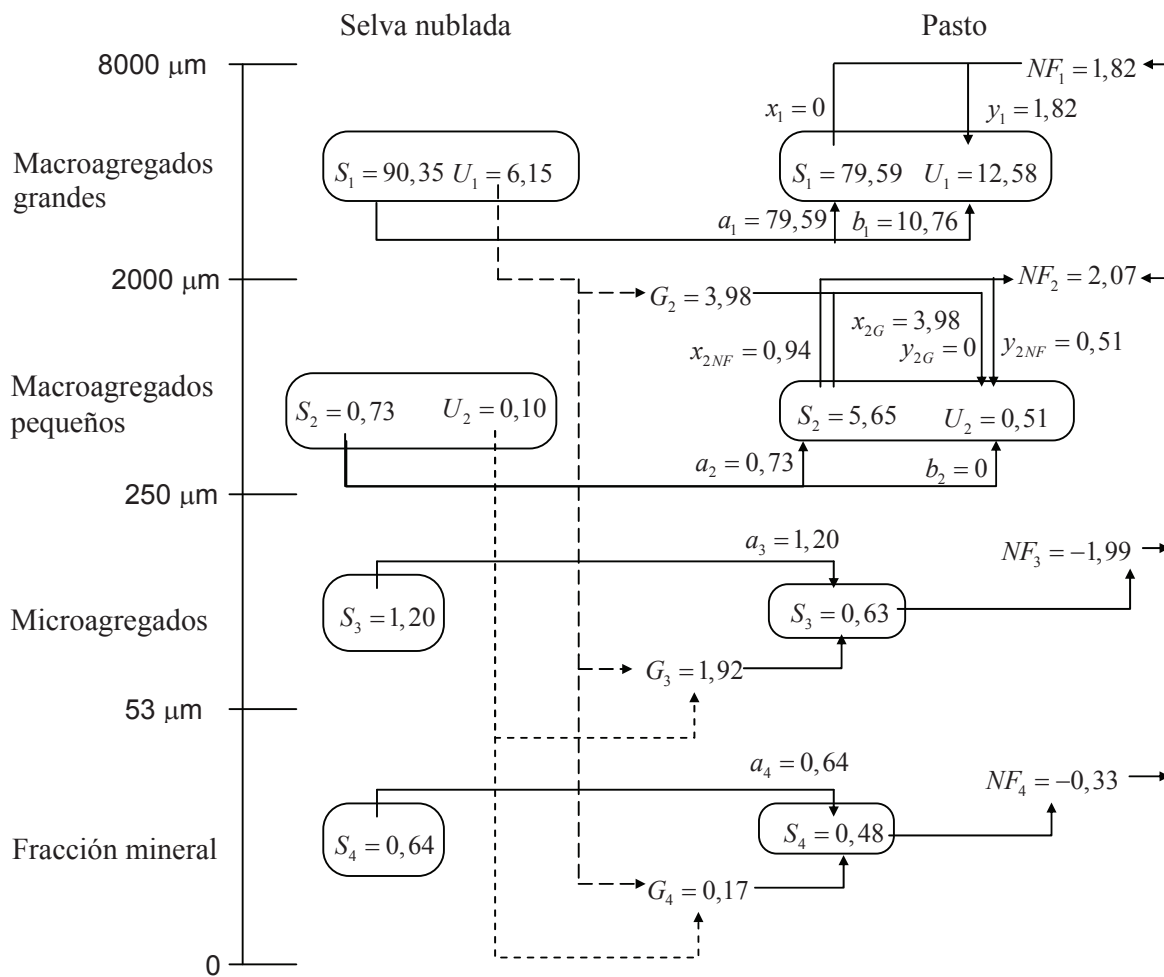 Selva nublada Pasto
8000 μm
NF₁ = 1,82
x₁ = 0 y₁ = 1,82
Macroagregados
grandes
S₁ = 90,35 U₁ = 6,15
S₁ = 79,59 U₁ = 12,58
a₁ = 79,59 b₁ = 10,76
2000 μm
NF₂ = 2,07
G₂ = 3,98
x₂G = 3,98
x₂NF = 0,94 y₂G = 0 y₂NF = 0,51
Macroagregados
pequeños
S₂ = 0,73 U₂ = 0,10
S₂ = 5,65 U₂ = 0,51
a₂ = 0,73 b₂ = 0
250 μm
a₃ = 1,20
NF₃ = −1,99
Microagregados
S₃ = 1,20
S₃ = 0,63
G₃ = 1,92
53 μm
a₄ = 0,64
NF₄ = −0,33
Fracción mineral
S₄ = 0,64
S₄ = 0,48
G₄ = 0,17
0